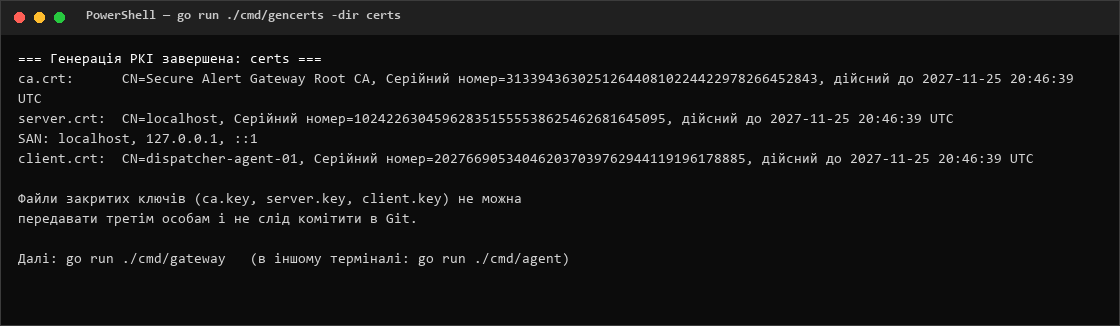 PowerShell — go run ./cmd/gencerts -dir certs
=== Генерація PKI завершена: certs ===
ca.crt:      CN=Secure Alert Gateway Root CA, Серійний номер=313394363025126440810224422978266452843, дійсний до 2027-11-25 20:46:39
UTC
server.crt:  CN=localhost, Серійний номер=102422630459628351555538625462681645095, дійсний до 2027-11-25 20:46:39 UTC
SAN: localhost, 127.0.0.1, ::1
client.crt:  CN=dispatcher-agent-01, Серійний номер=202766905340462037039762944119196178885, дійсний до 2027-11-25 20:46:39 UTC
Файли закритих ключів (ca.key, server.key, client.key) не можна
передавати третім особам і не слід комітити в Git.
Далі: go run ./cmd/gateway   (в іншому терміналі: go run ./cmd/agent)